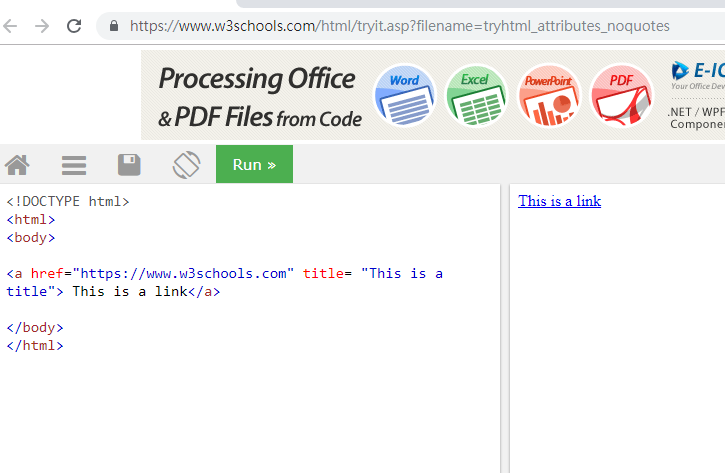 https://www.w3schools.com/html/tryit.asp?filename=tryhtml_attributes_noquotes
Processing Office
& PDF Files from Code
Word
Excel
PowerPoint
PDF
Your Office Dev
.NET / WPF
Component
Run »
<!DOCTYPE html>
<html>
<body>
<a href="https://www.w3schools.com" title= "This is a
title"> This is a link</a>
</body>
</html>
This is a link